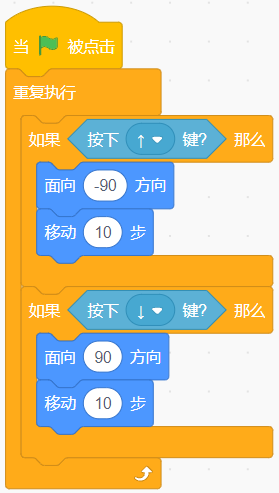 当 被点击
重复执行
如果 按下 ↑ 键? 那么
面向 -90 方向
移动 10 步
如果 按下 ↓ 键? 那么
面向 90 方向
移动 10 步